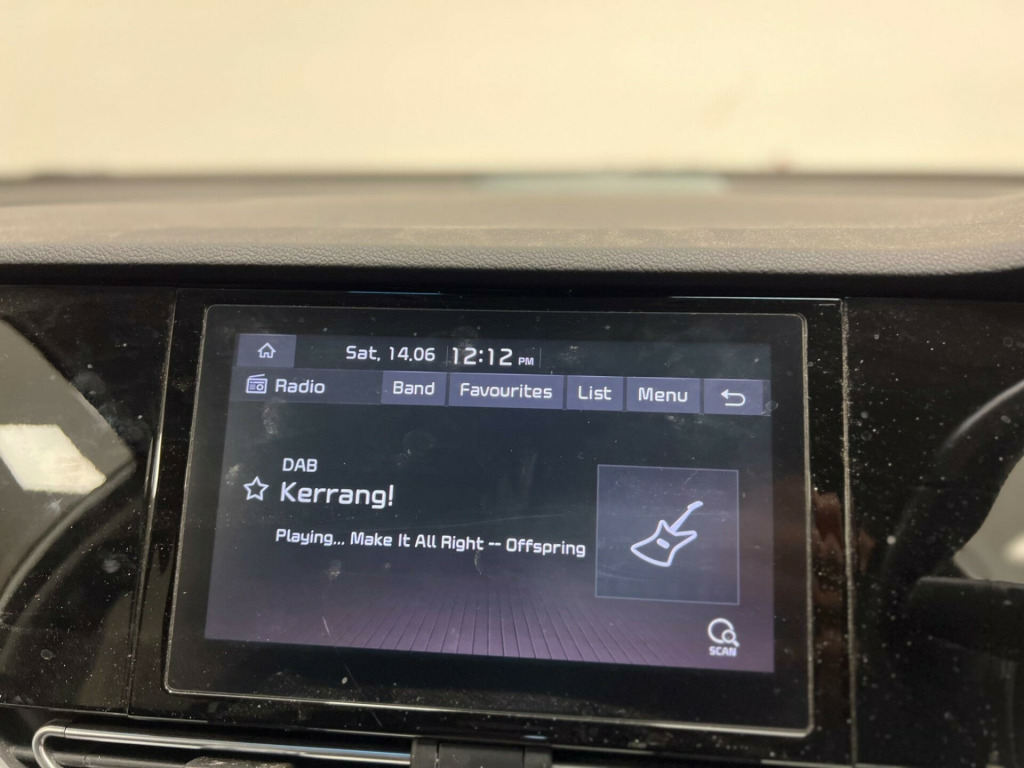 Sat, 14.06 12:12 PM
Radio Band Favourites List Menu
DAB
Kerrang!
Playing... Make It All Right -- Offspring
SCAN